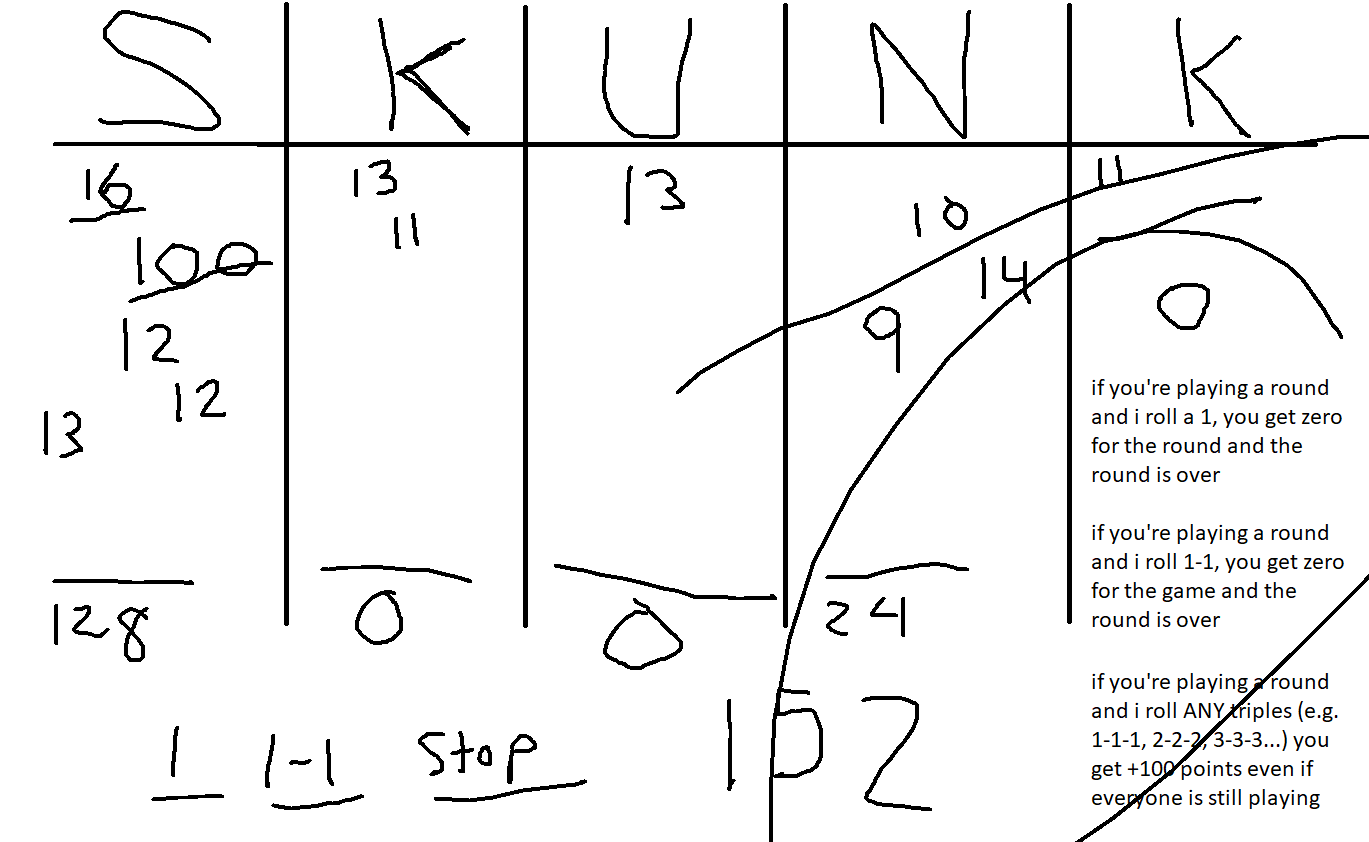 S K U N K
16 13 13 10 11
100 11 14 0
12 9
12
13
if you're playing a round
and i roll a 1, you get zero
for the round and the
round is over
if you're playing a round
and i roll 1-1, you get zero
for the game and the
round is over
128 0 0 24
if you're playing a round
and i roll ANY triples (e.g.
1-1-1, 2-2-2, 3-3-3...) you
get +100 points even if
everyone is still playing
1 1-1 stop 152